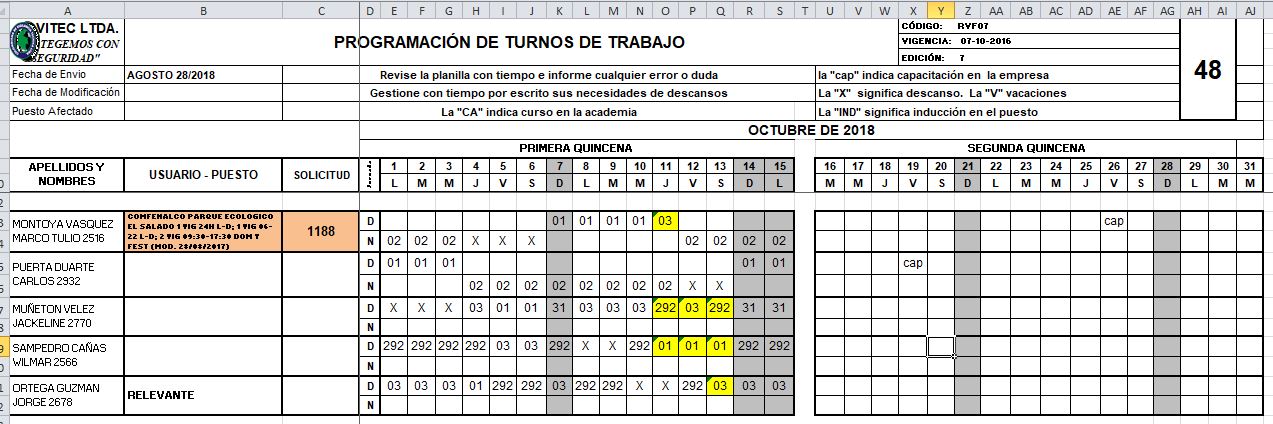 A B C D E F G H I J K L M N O P Q R S T U V W X Y Z AA AB AC AD AE AF AG AH AI AJ
VITEC LTDA.
TEGEMOS CON
SEGURIDAD"
PROGRAMACIÓN DE TURNOS DE TRABAJO
CÓDIGO: RVF07
VIGENCIA: 07-10-2016
EDICIÓN: 7
48
Fecha de Envio AGOSTO 28/2018 Revise la planilla con tiempo e informe cualquier error o duda la "cap" indica capacitación en la empresa
Fecha de Modificación Gestione con tiempo por escrito sus necesidades de descansos La "X" significa descanso. La "V" vacaciones
Puesto Afectado La "CA" indica curso en la academia La "IND" significa inducción en el puesto
OCTUBRE DE 2018
PRIMERA QUINCENA SEGUNDA QUINCENA
APELLIDOS Y NOMBRES USUARIO - PUESTO SOLICITUD
1 2 3 4 5 6 7 8 9 10 11 12 13 14 15 16 17 18 19 20 21 22 23 24 25 26 27 28 29 30 31
L M M J V S D L M M J V S D L M M J V S D L M M J V S D L M M
MONTOYA VASQUEZ
MARCO TULIO 2516
COMFENALCO PARQUE ECOLOGICO
EL SALADO 1 VIG 24H L-D; 1 VIG 06-
22 L-D; 2 VIG 09:30-17:30 DOM Y
FEST (MOD. 28/08/2017)
1188
D 01 01 01 01 03 cap
N 02 02 02 X X X 02 02 02 02
PUERTA DUARTE
CARLOS 2932
D 01 01 01 01 01 cap
N 02 02 02 02 02 02 02 02 X X
MUÑETON VELEZ
JACKELINE 2770
D X X X 03 01 01 31 03 03 03 292 03 292 31 31
N
SAMPEDRO CAÑAS
WILMAR 2566
D 292 292 292 292 03 03 292 X X 292 01 01 01 292 292
N
ORTEGA GUZMAN
JORGE 2678
RELEVANTE
D 03 03 03 01 292 292 03 292 292 X X 292 03 03 03
N